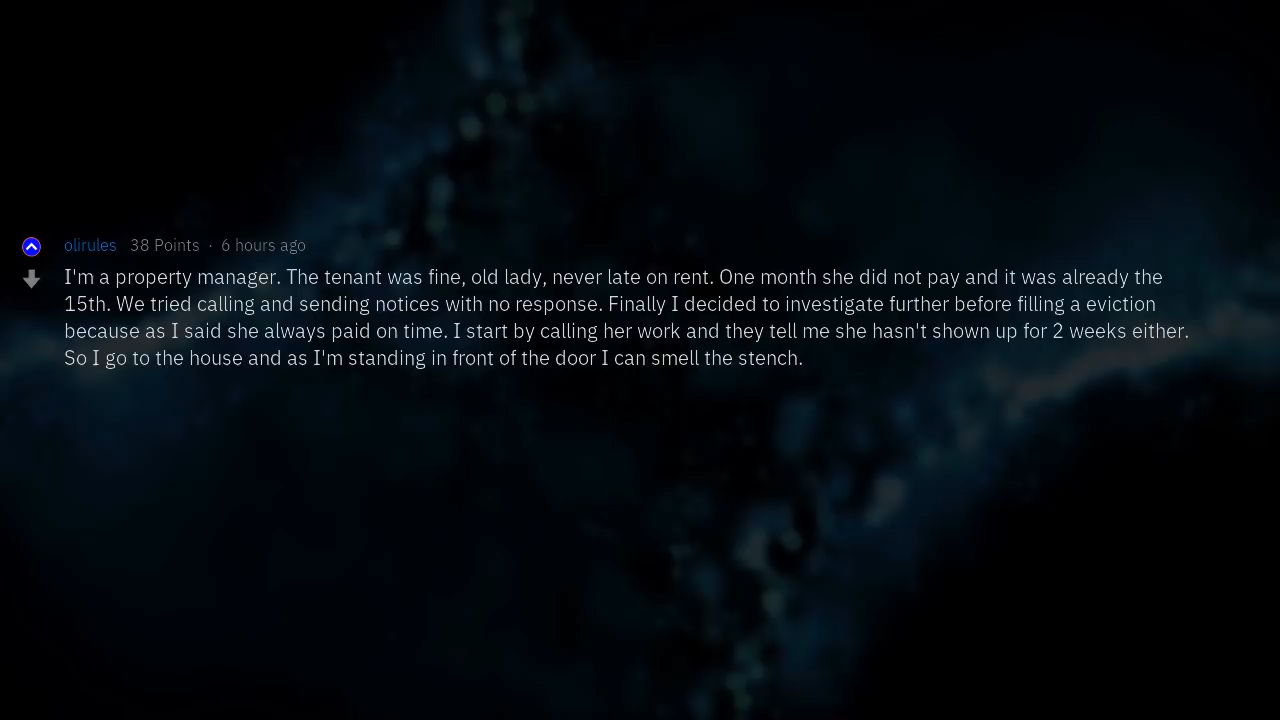 olirules 38 Points · 6 hours ago
I'm a property manager. The tenant was fine, old lady, never late on rent. One month she did not pay and it was already the
15th. We tried calling and sending notices with no response. Finally I decided to investigate further before filling a eviction
because as I said she always paid on time. I start by calling her work and they tell me she hasn't shown up for 2 weeks either.
So I go to the house and as I'm standing in front of the door I can smell the stench.